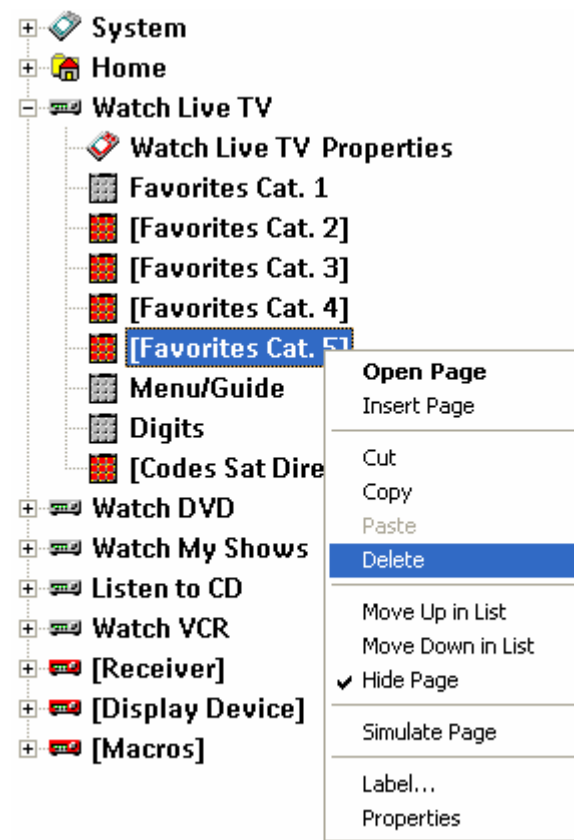 System
Home
Watch Live TV
Watch Live TV Properties
Favorites Cat. 1
[Favorites Cat. 2]
[Favorites Cat. 3]
[Favorites Cat. 4]
[Favorites Cat. 5]
Menu/Guide
Digits
[Codes Sat Dire
Watch DVD
Watch My Shows
Listen to CD
Watch VCR
[Receiver]
[Display Device]
[Macros]
Open Page
Insert Page
Cut
Copy
Paste
Delete
Move Up in List
Move Down in List
Hide Page
Simulate Page
Label...
Properties